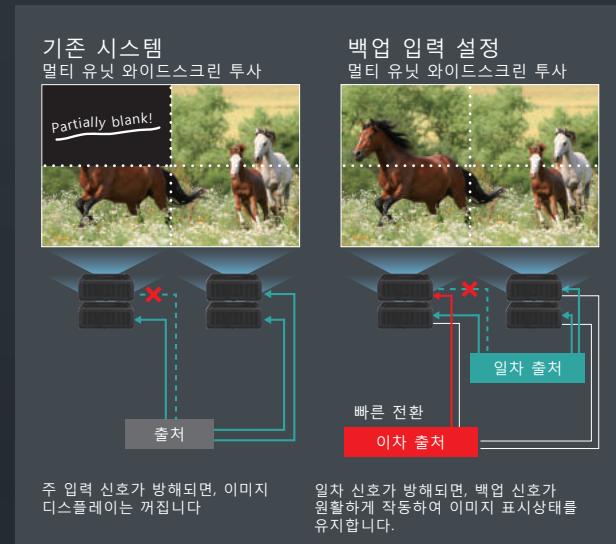 기존 시스템
멀티 유닛 와이드스크린 투사
Partially blank!
출처
주 입력 신호가 방해되면, 이미지
디스플레이는 꺼집니다
백업 입력 설정
멀티 유닛 와이드스크린 투사
일차 출처
빠른 전환
이차 출처
일차 신호가 방해되면, 백업 신호가
원활하게 작동하여 이미지 표시상태를
유지합니다.